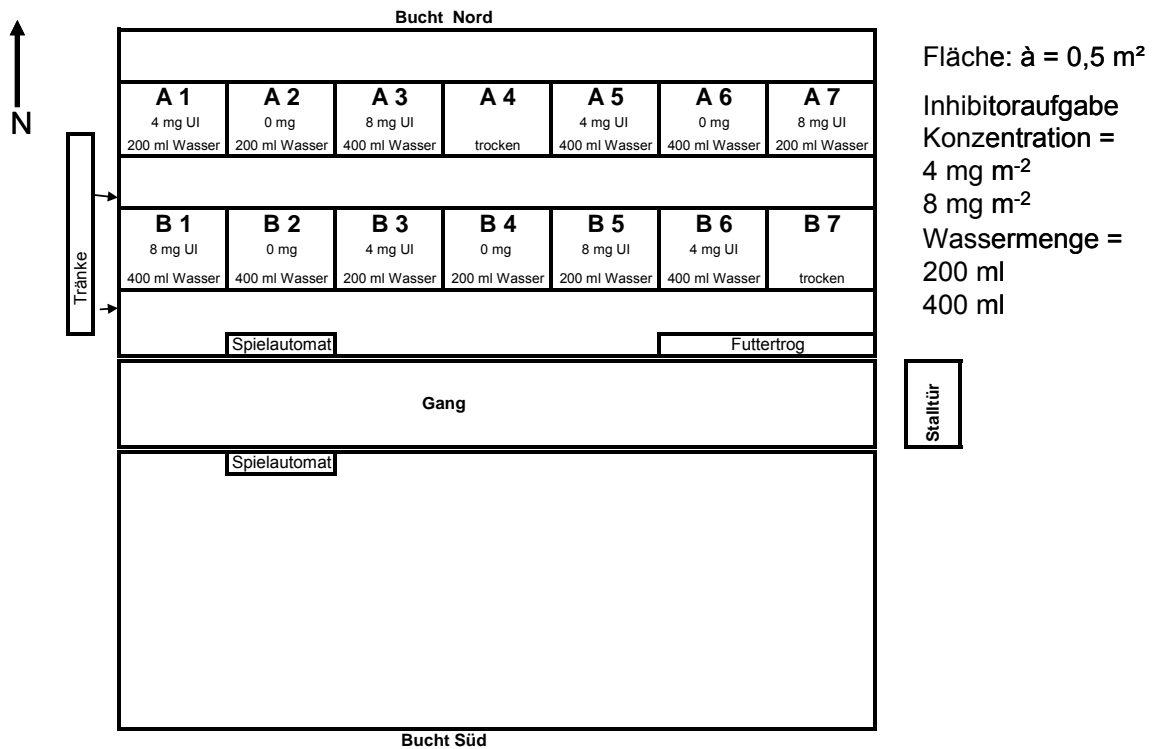 Bucht Nord
N
A 1
4 mg UI
200 ml Wasser
A 2
0 mg
200 ml Wasser
A 3
8 mg UI
400 ml Wasser
A 4
trocken
A 5
4 mg UI
400 ml Wasser
A 6
0 mg
400 ml Wasser
A 7
8 mg UI
200 ml Wasser
Tränke
B 1
8 mg UI
400 ml Wasser
B 2
0 mg
400 ml Wasser
B 3
4 mg UI
200 ml Wasser
B 4
0 mg
200 ml Wasser
B 5
8 mg UI
200 ml Wasser
B 6
4 mg UI
400 ml Wasser
B 7
trocken
Spielautomat
Futtertrog
Gang
Stalltür
Spielautomat
Bucht Süd
Fläche: à = 0,5 m²
Inhibitoraufgabe
Konzentration =
4 mg m⁻²
8 mg m⁻²
Wassermenge =
200 ml
400 ml